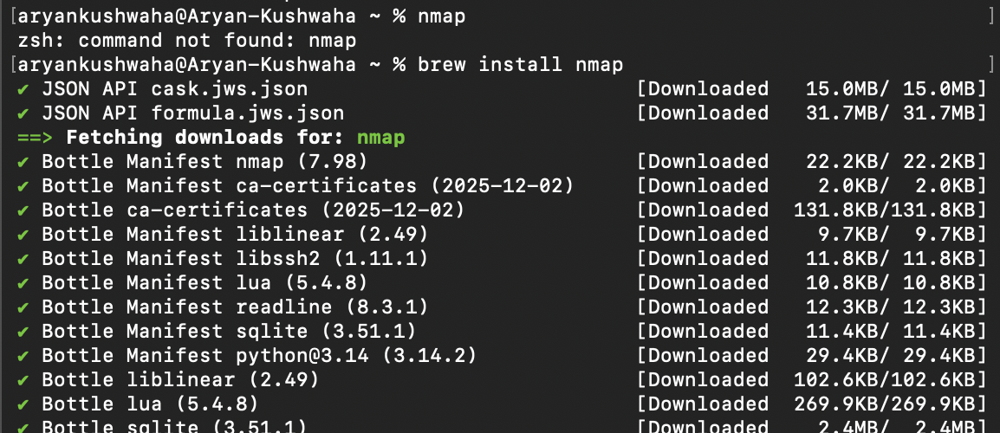 [aryankushwaha@Aryan-Kushwaha ~ % nmap ]
zsh: command not found: nmap
[aryankushwaha@Aryan-Kushwaha ~ % brew install nmap ]
✔ JSON API cask.jws.json [Downloaded 15.0MB/ 15.0MB]
✔ JSON API formula.jws.json [Downloaded 31.7MB/ 31.7MB]
==> Fetching downloads for: nmap
✔ Bottle Manifest nmap (7.98) [Downloaded 22.2KB/ 22.2KB]
✔ Bottle Manifest ca-certificates (2025-12-02) [Downloaded 2.0KB/ 2.0KB]
✔ Bottle ca-certificates (2025-12-02) [Downloaded 131.8KB/131.8KB]
✔ Bottle Manifest liblinear (2.49) [Downloaded 9.7KB/ 9.7KB]
✔ Bottle Manifest libssh2 (1.11.1) [Downloaded 11.8KB/ 11.8KB]
✔ Bottle Manifest lua (5.4.8) [Downloaded 10.8KB/ 10.8KB]
✔ Bottle Manifest readline (8.3.1) [Downloaded 12.3KB/ 12.3KB]
✔ Bottle Manifest sqlite (3.51.1) [Downloaded 11.4KB/ 11.4KB]
✔ Bottle Manifest python@3.14 (3.14.2) [Downloaded 29.4KB/ 29.4KB]
✔ Bottle liblinear (2.49) [Downloaded 102.6KB/102.6KB]
✔ Bottle lua (5.4.8) [Downloaded 269.9KB/269.9KB]
✔ Bottle sqlite (3.51.1) [Downloaded 2.4MB/ 2.4MB]